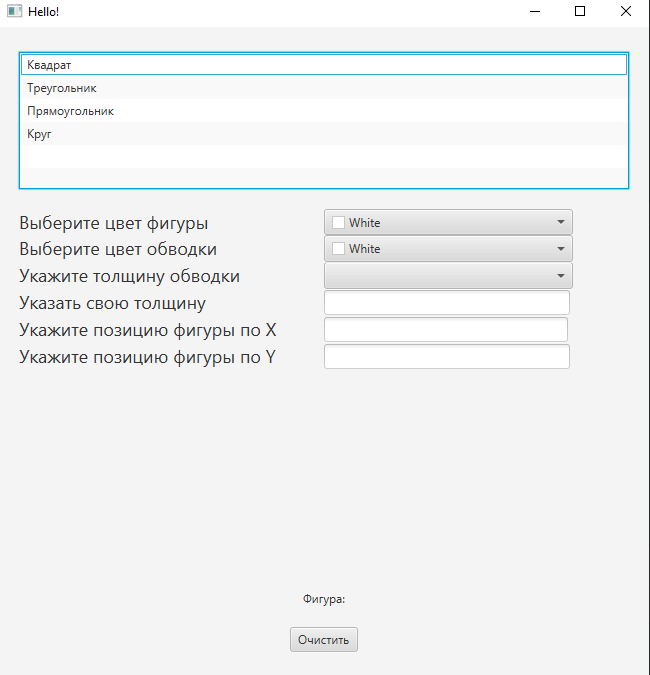 Hello!
Квадрат
Треугольник
Прямоугольник
Круг
Выберите цвет фигуры White
Выберите цвет обводки White
Укажите толщину обводки
Указать свою толщину
Укажите позицию фигуры по X
Укажите позицию фигуры по Y
Фигура:
Очистить